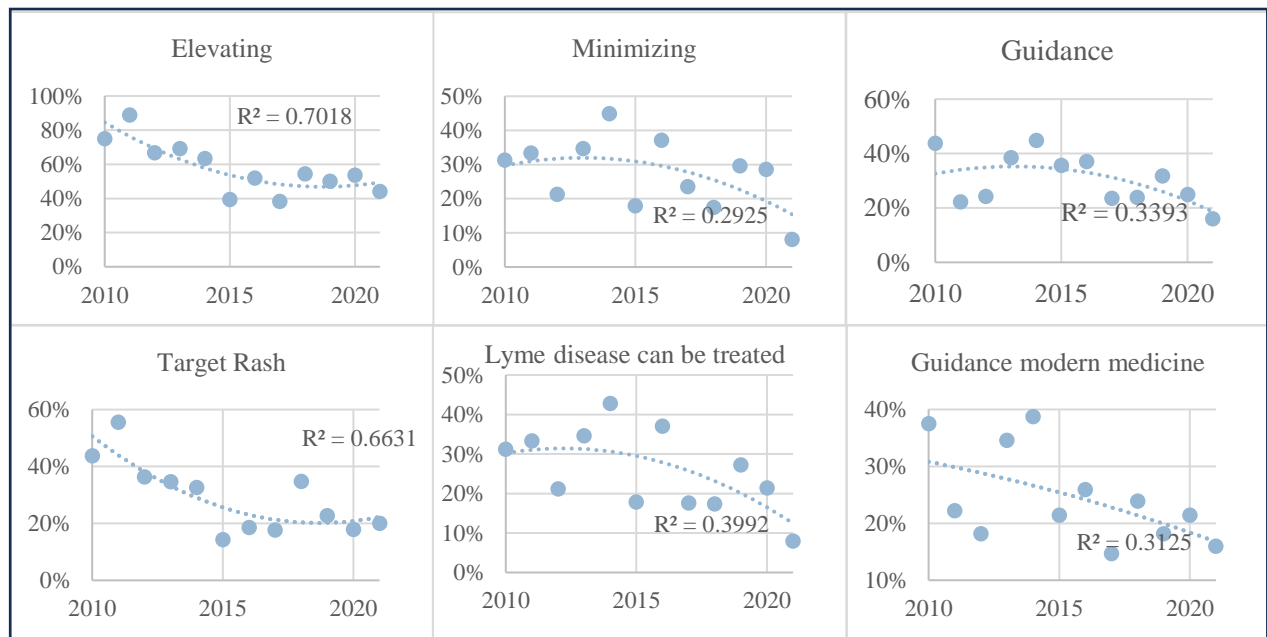 Elevating
100%
80%
60%
40%
20%
0%
2010 2015 2020
R² = 0.7018
Minimizing
50%
40%
30%
20%
10%
0%
2010 2015 2020
R² = 0.2925
Guidance
60%
40%
20%
0%
2010 2015 2020
R² = 0.3393
Target Rash
60%
40%
20%
0%
2010 2015 2020
R² = 0.6631
Lyme disease can be treated
50%
40%
30%
20%
10%
0%
2010 2015 2020
R² = 0.3992
Guidance modern medicine
40%
30%
20%
10%
2010 2015 2020
R² = 0.3125